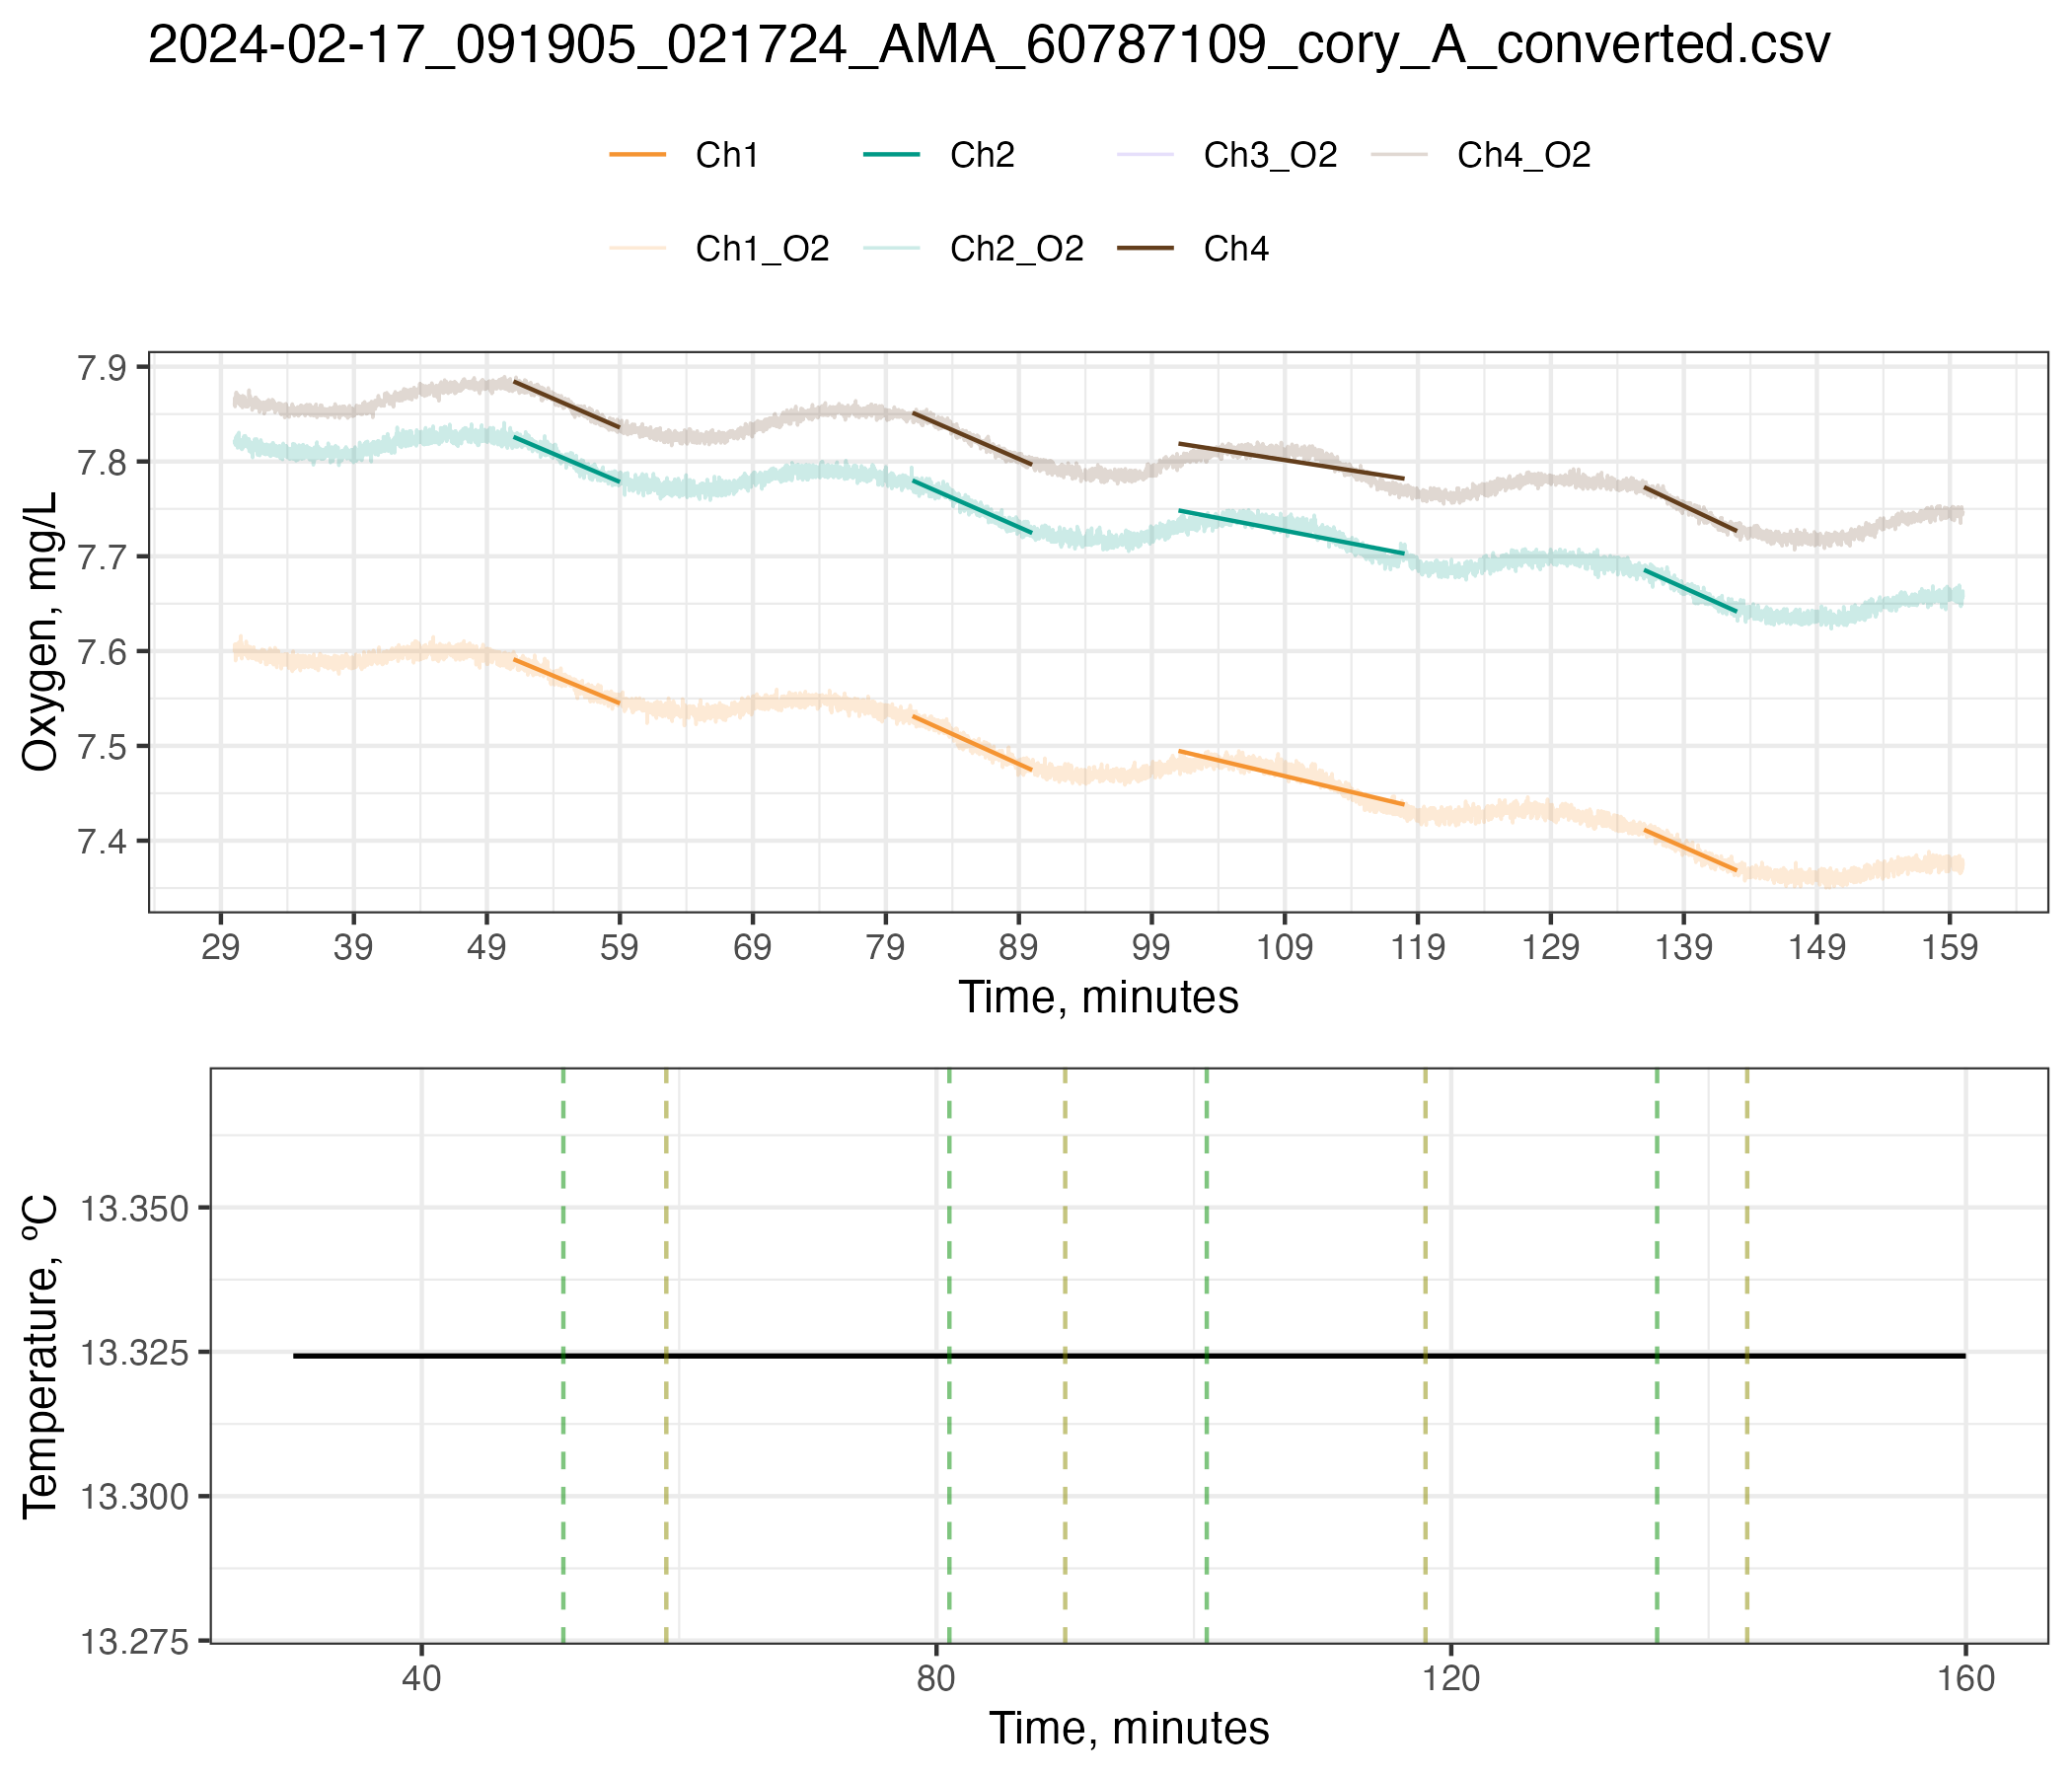 2024-02-17_091905_021724_AMA_60787109_cory_A_converted.csv
Ch1 Ch2 Ch3_O2 Ch4_O2
Ch1_O2 Ch2_O2 Ch4
Oxygen, mg/L
7.9
7.8
7.7
7.6
7.5
7.4
29 39 49 59 69 79 89 99 109 119 129 139 149 159
Time, minutes
Temperature, ºC
13.350
13.325
13.300
13.275
40 80 120 160
Time, minutes